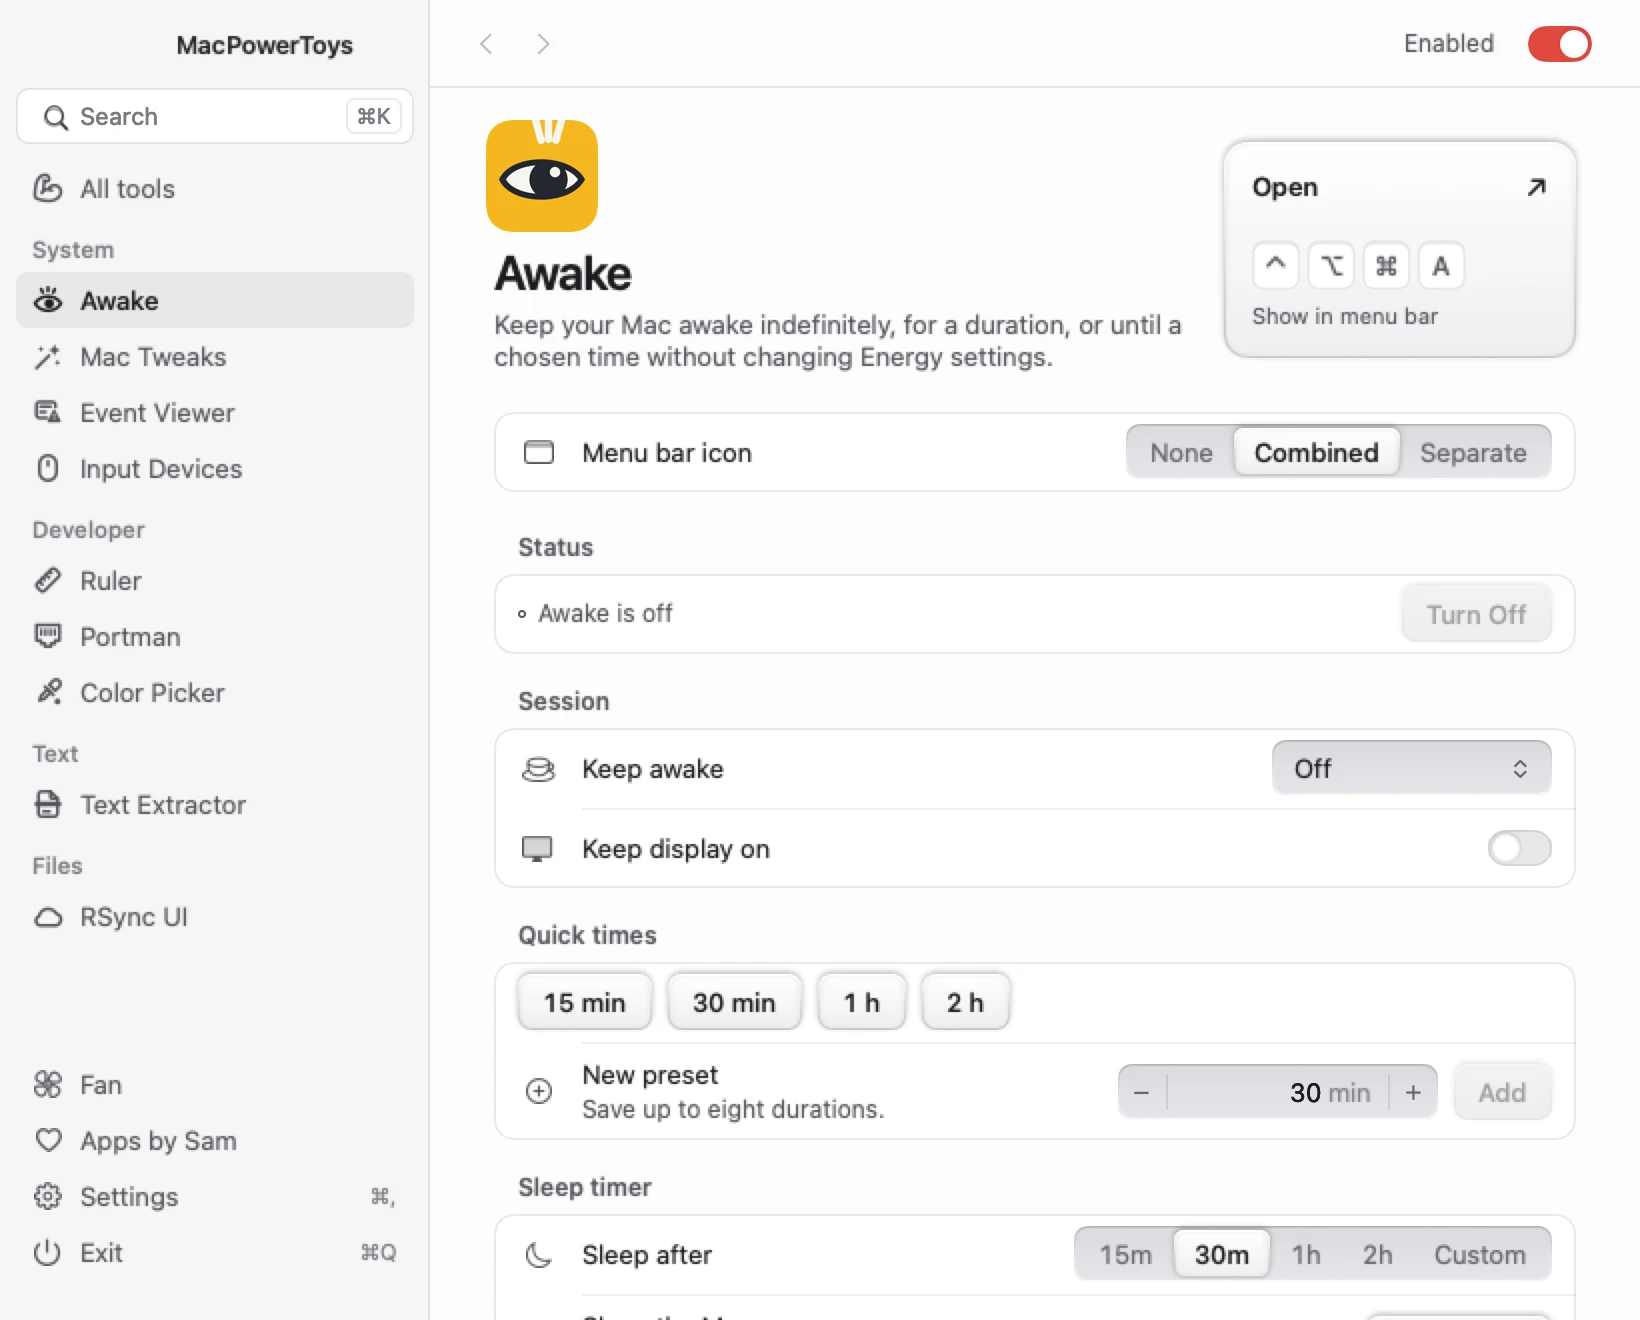 MacPowerToys
Search ⌘K
All tools
System
Awake
Mac Tweaks
Event Viewer
Input Devices
Developer
Ruler
Portman
Color Picker
Text
Text Extractor
Files
RSync UI
Fan
Apps by Sam
Settings ⌘,
Exit ⌘Q
Enabled
Awake
Keep your Mac awake indefinitely, for a duration, or until a
chosen time without changing Energy settings.
Open
⌃ ⌥ ⌘ A
Show in menu bar
Menu bar icon None Combined Separate
Status
Awake is off Turn Off
Session
Keep awake Off
Keep display on
Quick times
15 min 30 min 1 h 2 h
New preset
Save up to eight durations.
− 30 min + Add
Sleep timer
Sleep after 15m 30m 1h 2h Custom